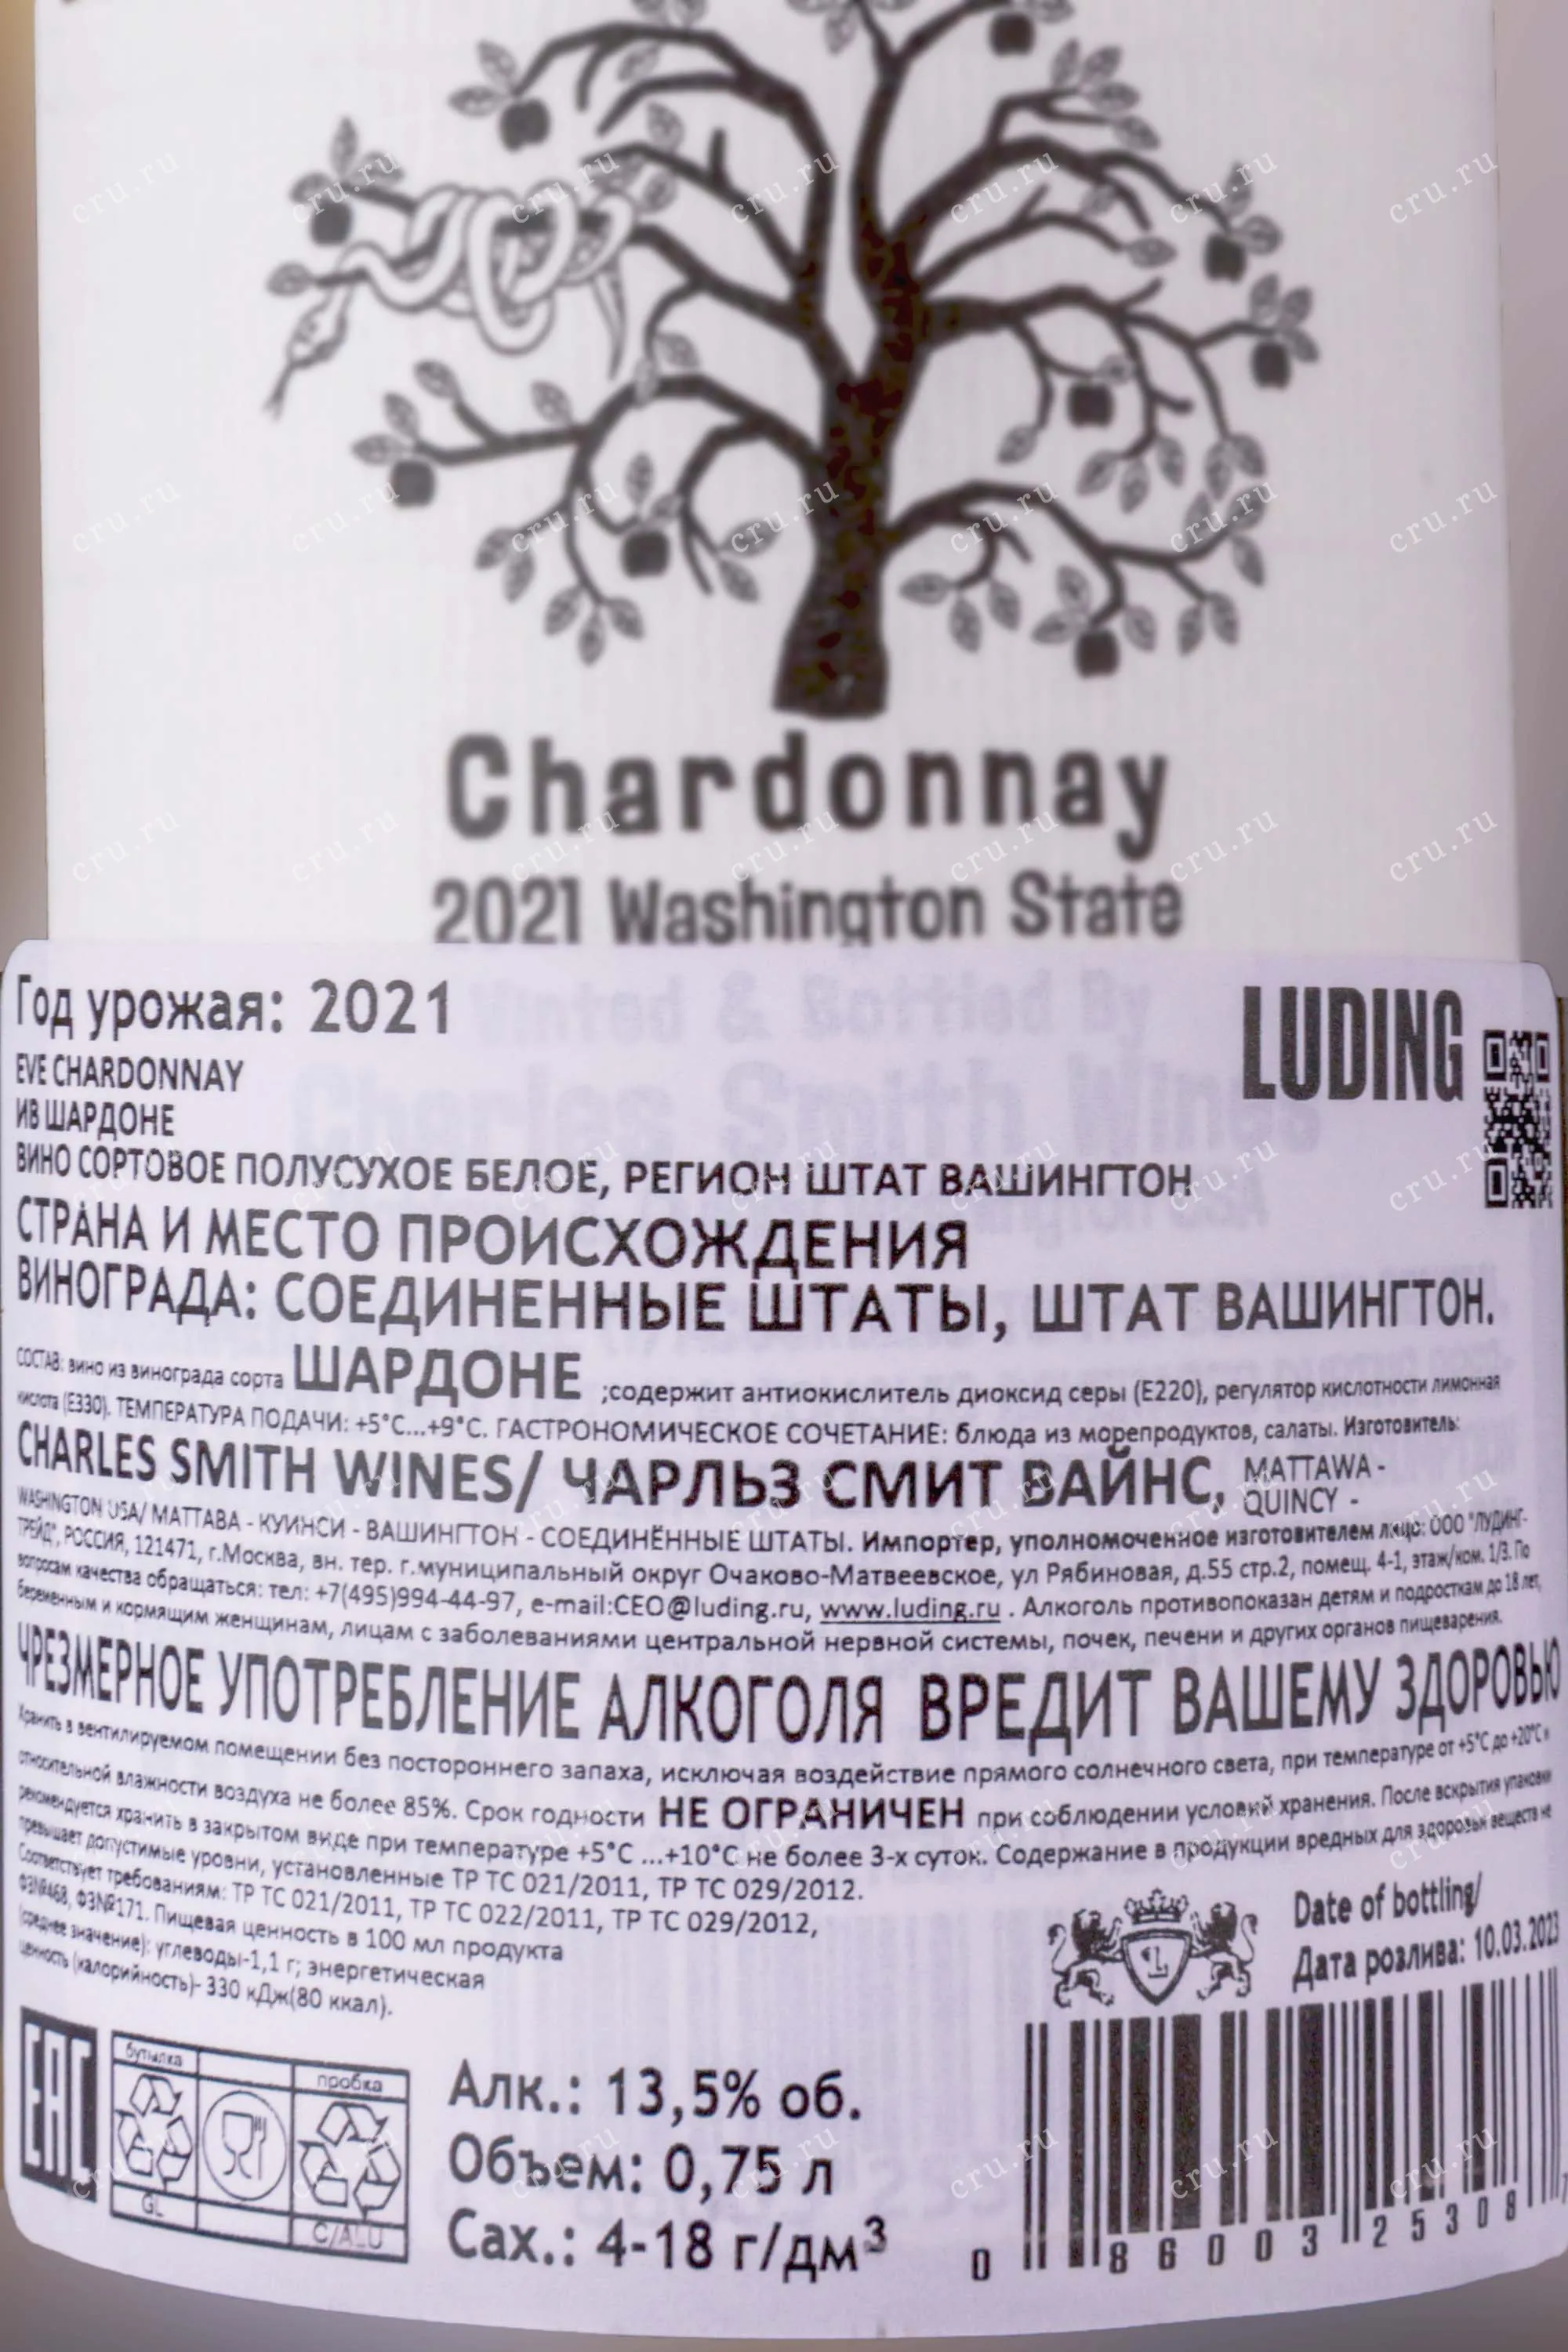 Chardonnay
2021 Washington State
Год урожая: 2021
LUDING
EVE CHARDONNAY
ИВ ШАРДОНЕ
ВИНО СОРТОВОЕ ПОЛУСУХОЕ БЕЛОЕ, РЕГИОН ШТАТ ВАШИНГТОН
СТРАНА И МЕСТО ПРОИСХОЖДЕНИЯ
ВИНОГРАДА: СОЕДИНЕННЫЕ ШТАТЫ, ШТАТ ВАШИНГТОН.
СОСТАВ: вино из винограда сорта ШАРДОНЕ ;содержит антиокислитель диоксид серы (Е220), регулятор кислотности лимонная
кислота (Е330). ТЕМПЕРАТУРА ПОДАЧИ: +5°С...+9°С. ГАСТРОНОМИЧЕСКОЕ СОЧЕТАНИЕ: блюда из морепродуктов, салаты. Изготовитель:
CHARLES SMITH WINES/ ЧАРЛЬЗ СМИТ ВАЙНС, MATTAWA -
QUINCY -
WASHINGTON USA/ МАТТАВА - КУИНСИ - ВАШИНГТОН - СОЕДИНЁННЫЕ ШТАТЫ. Импортер, уполномоченное изготовителем лицо: ООО "ЛУДИНГ-
ТРЕЙД", РОССИЯ, 121471, г.Москва, вн. тер. г.муниципальный округ Очаково-Матвеевское, ул Рябиновая, д.55 стр.2, помещ. 4-1, этаж/ком. 1/3. По
вопросам качества обращаться: тел: +7(495)994-44-97, e-mail:CEO@luding.ru, www.luding.ru . Алкоголь противопоказан детям и подросткам до 18 лет,
беременным и кормящим женщинам, лицам с заболеваниями центральной нервной системы, почек, печени и других органов пищеварения.
ЧРЕЗМЕРНОЕ УПОТРЕБЛЕНИЕ АЛКОГОЛЯ ВРЕДИТ ВАШЕМУ ЗДОРОВЬЮ
Хранить в вентилируемом помещении без постороннего запаха, исключая воздействие прямого солнечного света, при температуре от +5°С до +20°С и
относительной влажности воздуха не более 85%. Срок годности НЕ ОГРАНИЧЕН при соблюдении условий хранения. После вскрытия упаковки
рекомендуется хранить в закрытом виде при температуре +5°С ...+10°С не более 3-х суток. Содержание в продукции вредных для здоровья веществ не
превышает допустимые уровни, установленные ТР ТС 021/2011, ТР ТС 029/2012.
Соответствует требованиям: ТР ТС 021/2011, ТР ТС 022/2011, ТР ТС 029/2012,
ФЗ№468, ФЗ№171. Пищевая ценность в 100 мл продукта
(среднее значение): углеводы-1,1 г; энергетическая
ценность (калорийность)- 330 кДж(80 ккал).
Date of bottling/
Дата розлива: 10.03.2023
EAC
бутылка
пробка
GL
C/ALU
Алк.: 13,5% об.
Объем: 0,75 л
Сах.: 4-18 г/дм³
0 86003 25308 7